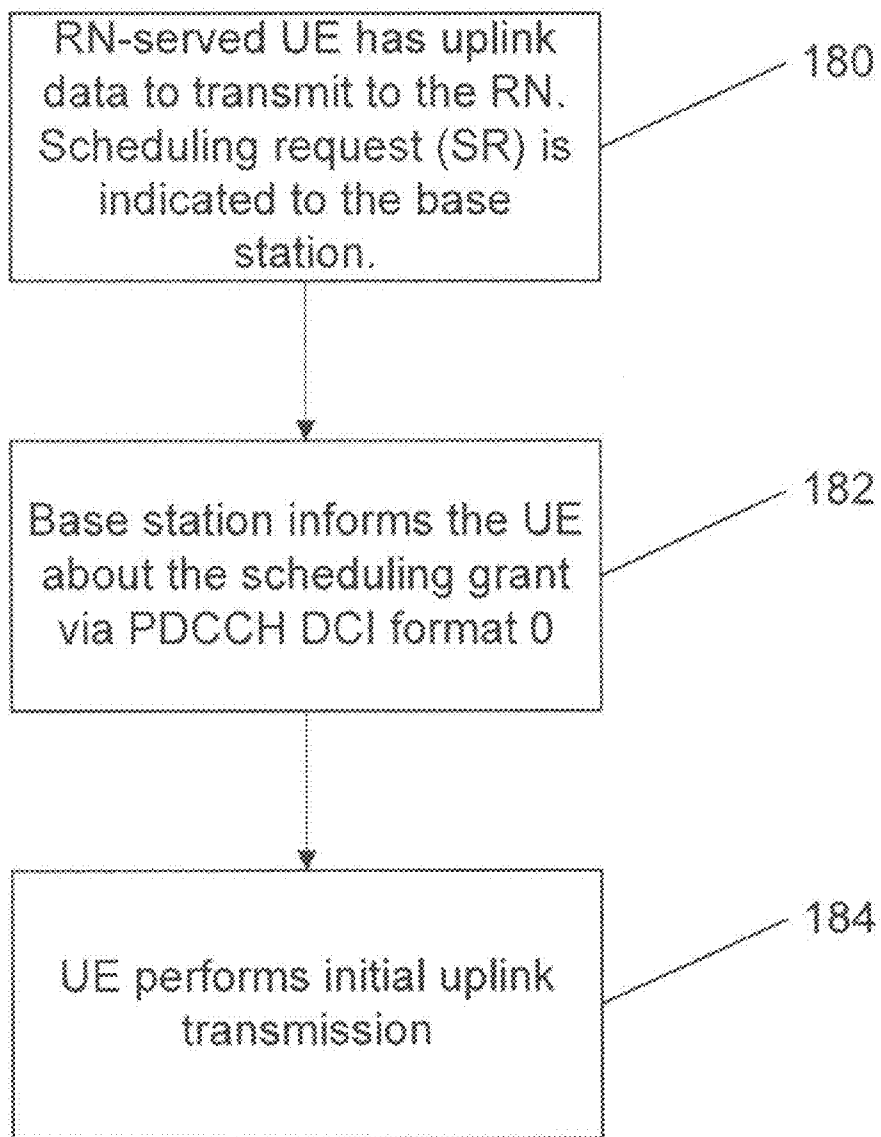 RN-served UE has uplink
data to transmit to the RN.
Scheduling request (SR) is
indicated to the base
station.
180
Base station informs the UE
about the scheduling grant
via PDCCH DCI format 0
182
UE performs initial uplink
transmission
184